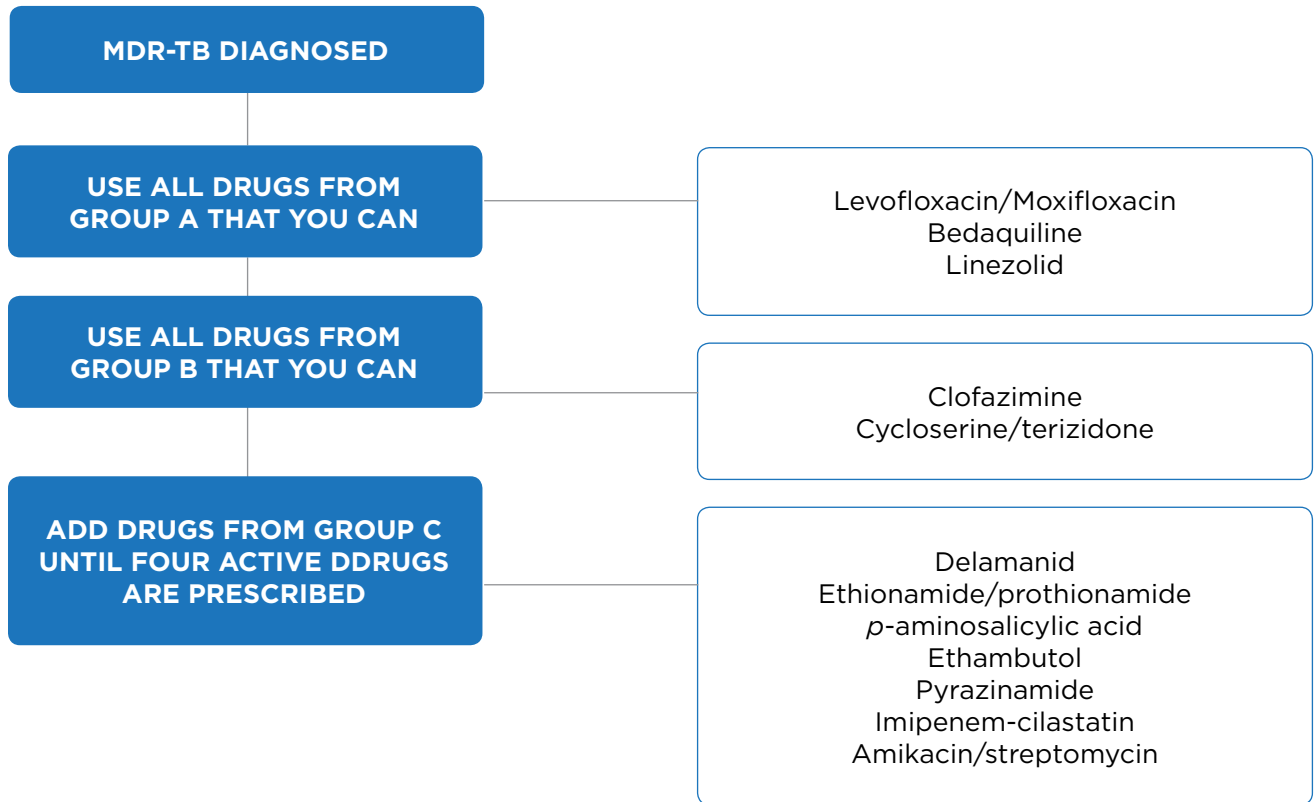 MDR-TB DIAGNOSED
USE ALL DRUGS FROM
GROUP A THAT YOU CAN
Levofloxacin/Moxifloxacin
Bedaquiline
Linezolid
USE ALL DRUGS FROM
GROUP B THAT YOU CAN
Clofazimine
Cycloserine/terizidone
ADD DRUGS FROM GROUP C
UNTIL FOUR ACTIVE DDRUGS
ARE PRESCRIBED
Delamanid
Ethionamide/prothionamide
p-aminosalicylic acid
Ethambutol
Pyrazinamide
Imipenem-cilastatin
Amikacin/streptomycin